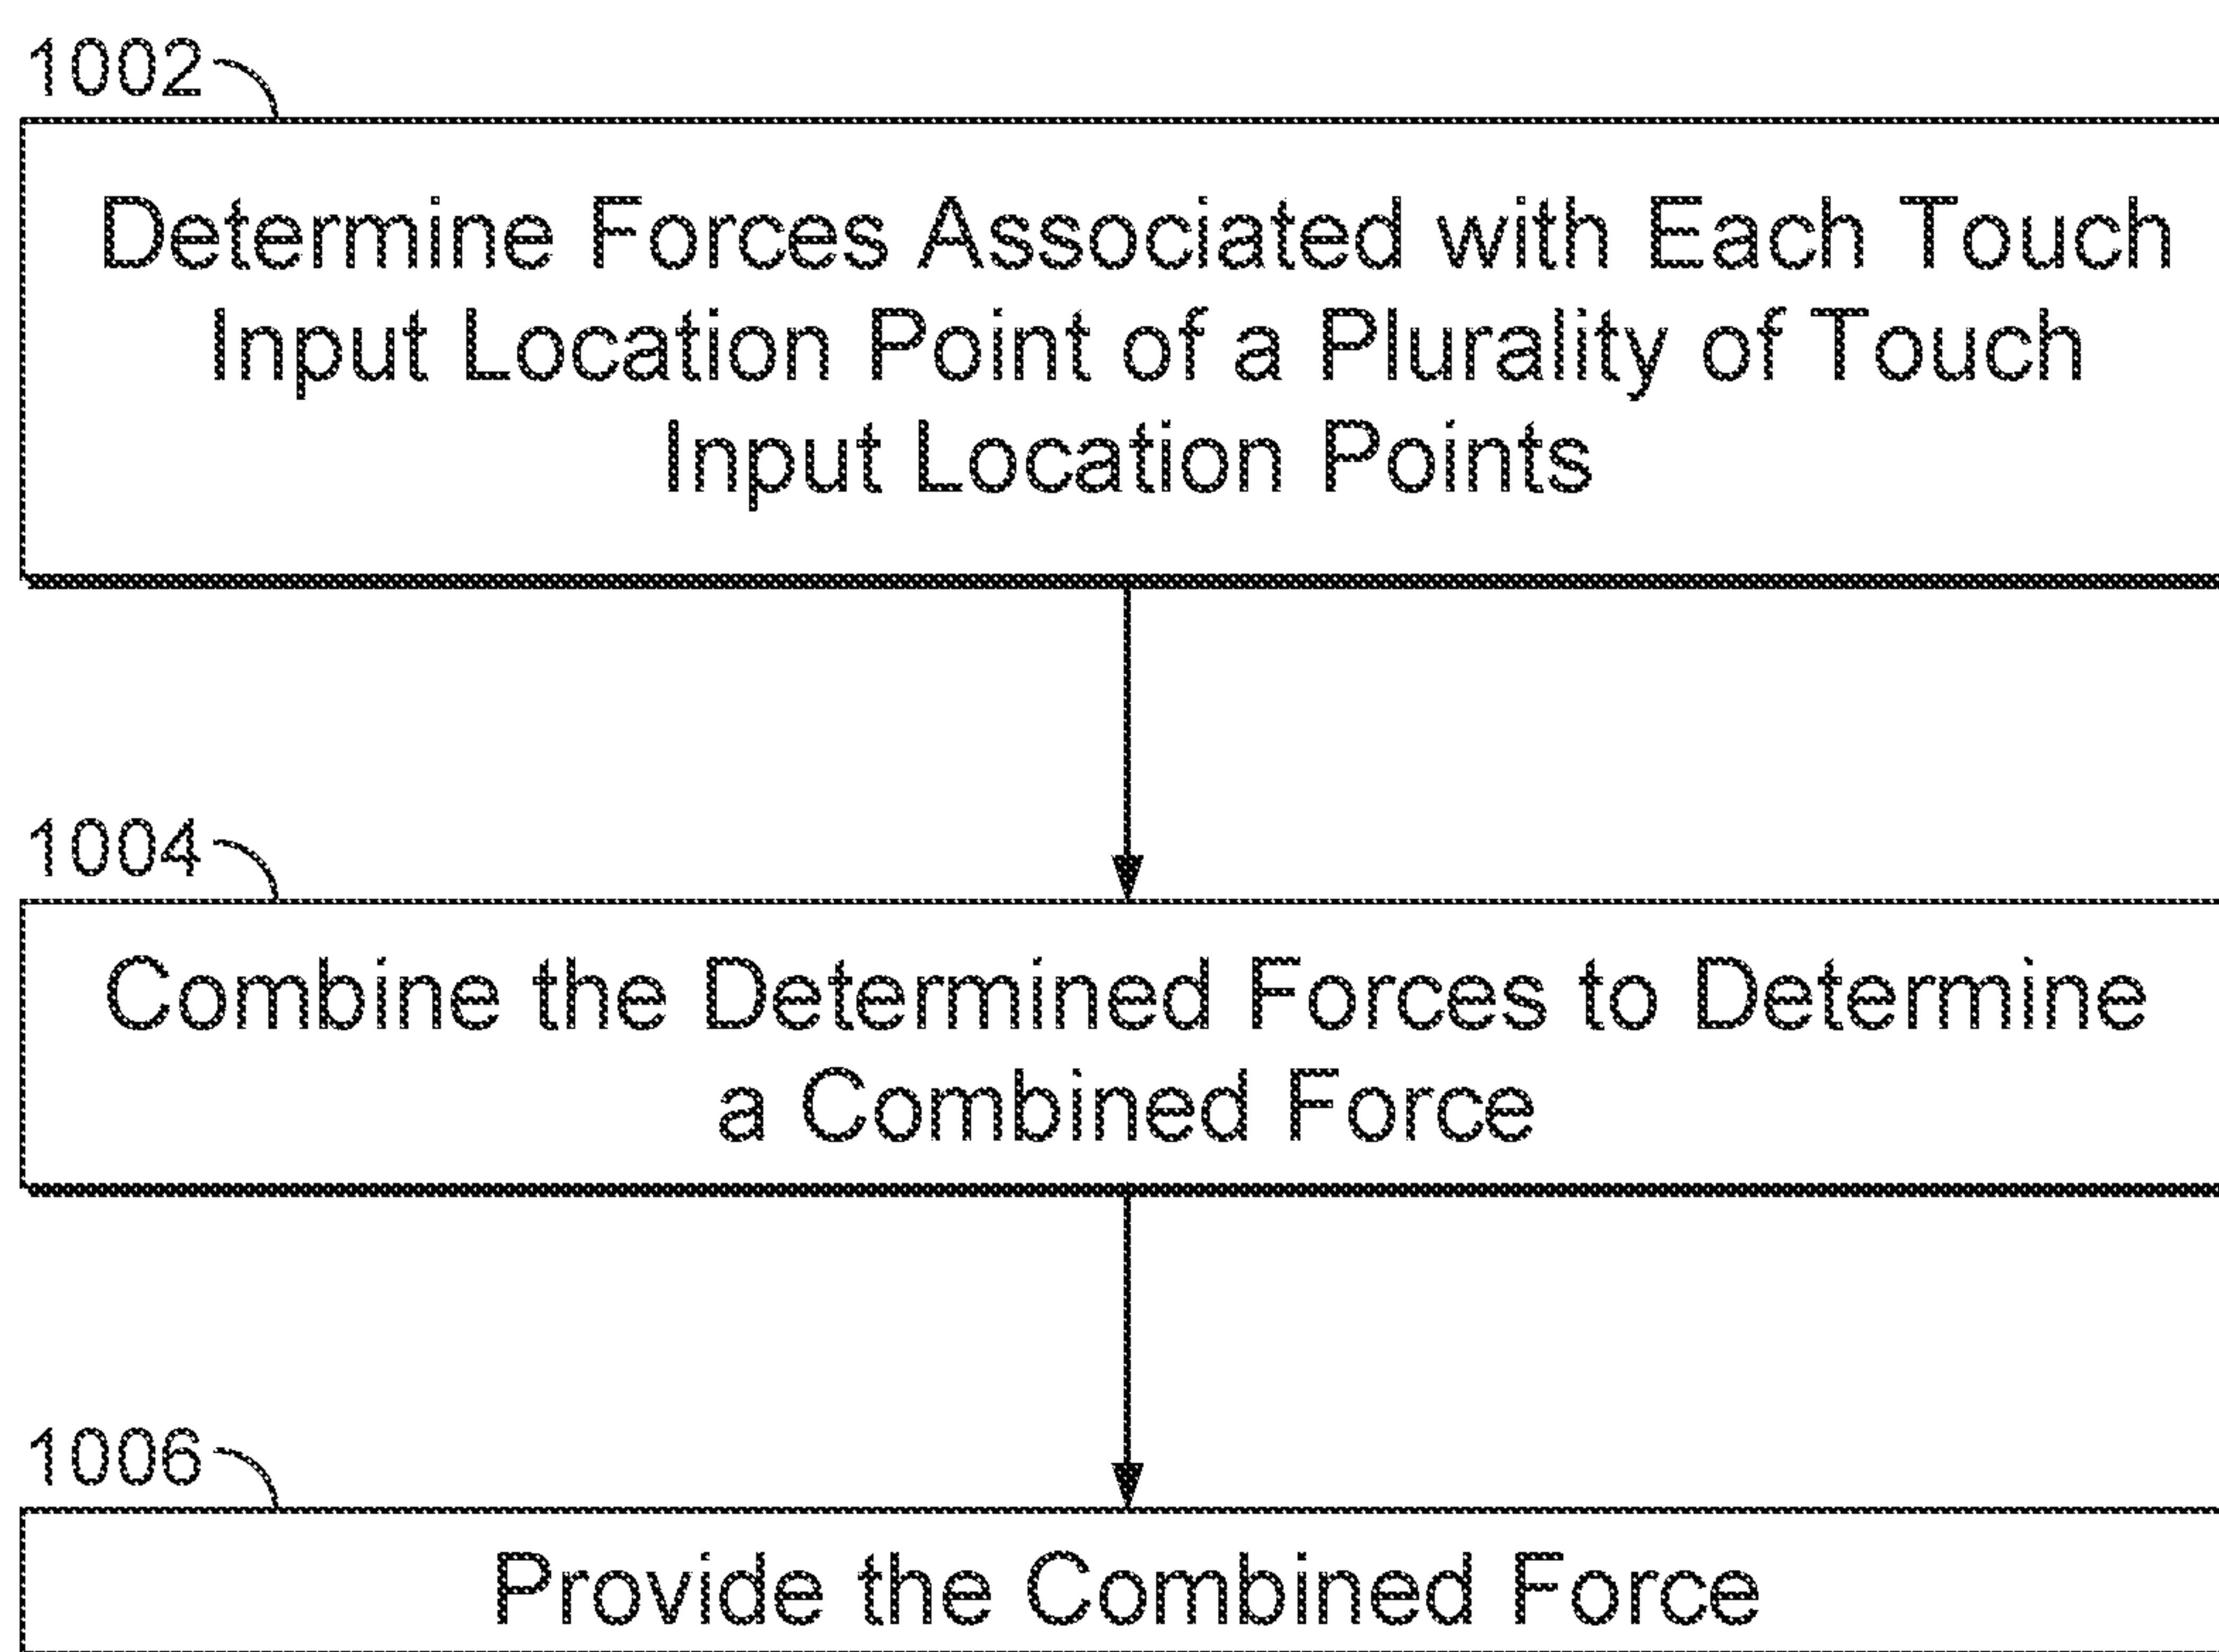 1002
Determine Forces Associated with Each Touch
Input Location Point of a Plurality of Touch
Input Location Points
1004
Combine the Determined Forces to Determine
a Combined Force
1006
Provide the Combined Force